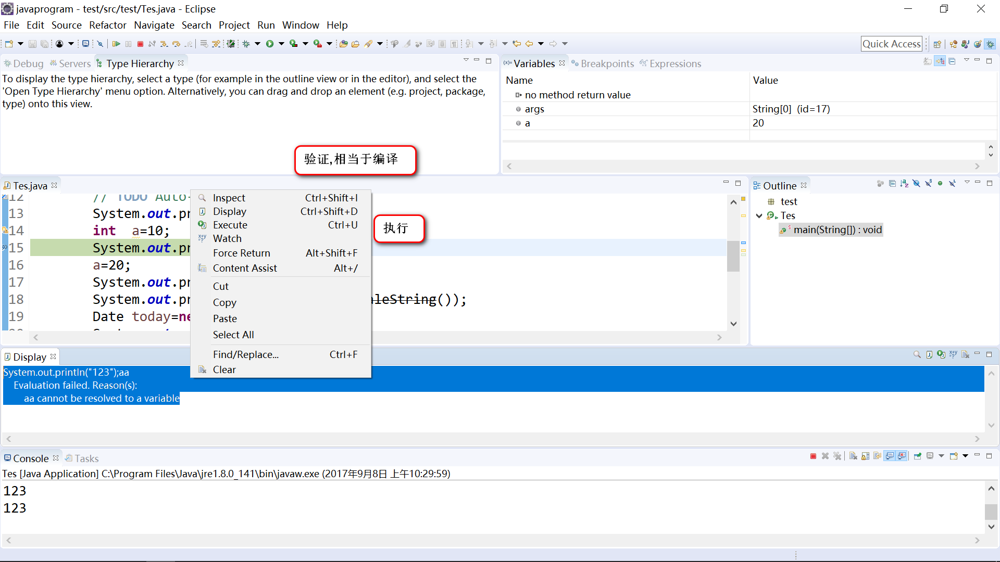 javaprogram - test/src/test/Tes.java - Eclipse
File Edit Source Refactor Navigate Search Project Run Window Help
Quick Access
Debug Servers Type Hierarchy
To display the type hierarchy, select a type (for example in the outline view or in the editor), and select the
'Open Type Hierarchy' menu option. Alternatively, you can drag and drop an element (e.g. project, package,
type) onto this view.
Variables Breakpoints Expressions
Name Value
no method return value
args String[0] (id=17)
a 20
验证,相当于编译
Tes.java
12 // TODO Auto-
13 System.out.pr
14 int a=10;
15 System.out.pr
16 a=20;
17 System.out.pr
18 System.out.pr aleString());
19 Date today=ne
Inspect Ctrl+Shift+I
Display Ctrl+Shift+D
Execute Ctrl+U
Watch
Force Return Alt+Shift+F
Content Assist Alt+/
Cut
Copy
Paste
Select All
Find/Replace... Ctrl+F
Clear
执行
Outline
test
Tes
main(String[]) : void
Display
System.out.println("123");aa
Evaluation failed. Reason(s):
aa cannot be resolved to a variable
Console Tasks
Tes [Java Application] C:\Program Files\Java\jre1.8.0_141\bin\javaw.exe (2017年9月8日 上午10:29:59)
123
123